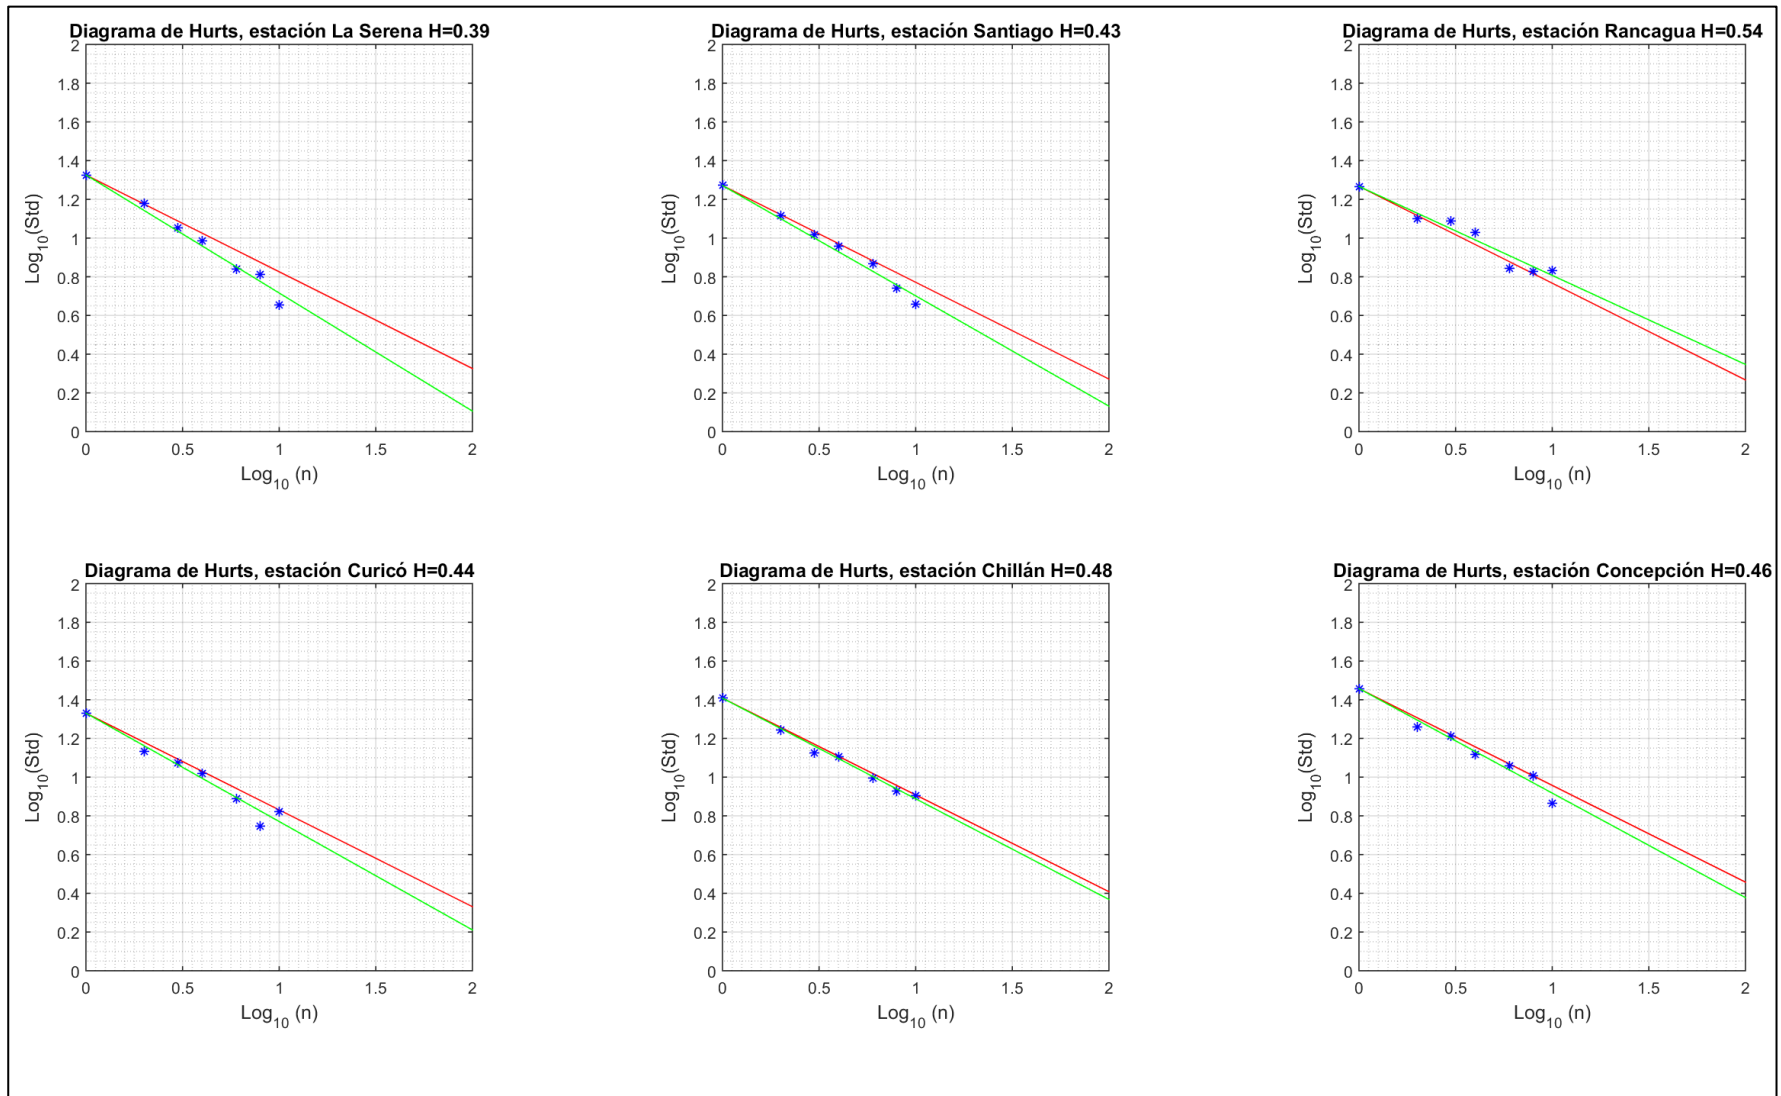 Diagrama de Hurts, estación La Serena H=0.39
2
1.8
1.6
1.4
1.2
1
0.8
0.6
0.4
0.2
0
Log10(Std)
0 0.5 1 1.5 2
Log10 (n)
Diagrama de Hurts, estación Santiago H=0.43
2
1.8
1.6
1.4
1.2
1
0.8
0.6
0.4
0.2
0
Log10(Std)
0 0.5 1 1.5 2
Log10 (n)
Diagrama de Hurts, estación Rancagua H=0.54
2
1.8
1.6
1.4
1.2
1
0.8
0.6
0.4
0.2
0
Log10(Std)
0 0.5 1 1.5 2
Log10 (n)
Diagrama de Hurts, estación Curicó H=0.44
2
1.8
1.6
1.4
1.2
1
0.8
0.6
0.4
0.2
0
Log10(Std)
0 0.5 1 1.5 2
Log10 (n)
Diagrama de Hurts, estación Chillán H=0.48
2
1.8
1.6
1.4
1.2
1
0.8
0.6
0.4
0.2
0
Log10(Std)
0 0.5 1 1.5 2
Log10 (n)
Diagrama de Hurts, estación Concepción H=0.46
2
1.8
1.6
1.4
1.2
1
0.8
0.6
0.4
0.2
0
Log10(Std)
0 0.5 1 1.5 2
Log10 (n)